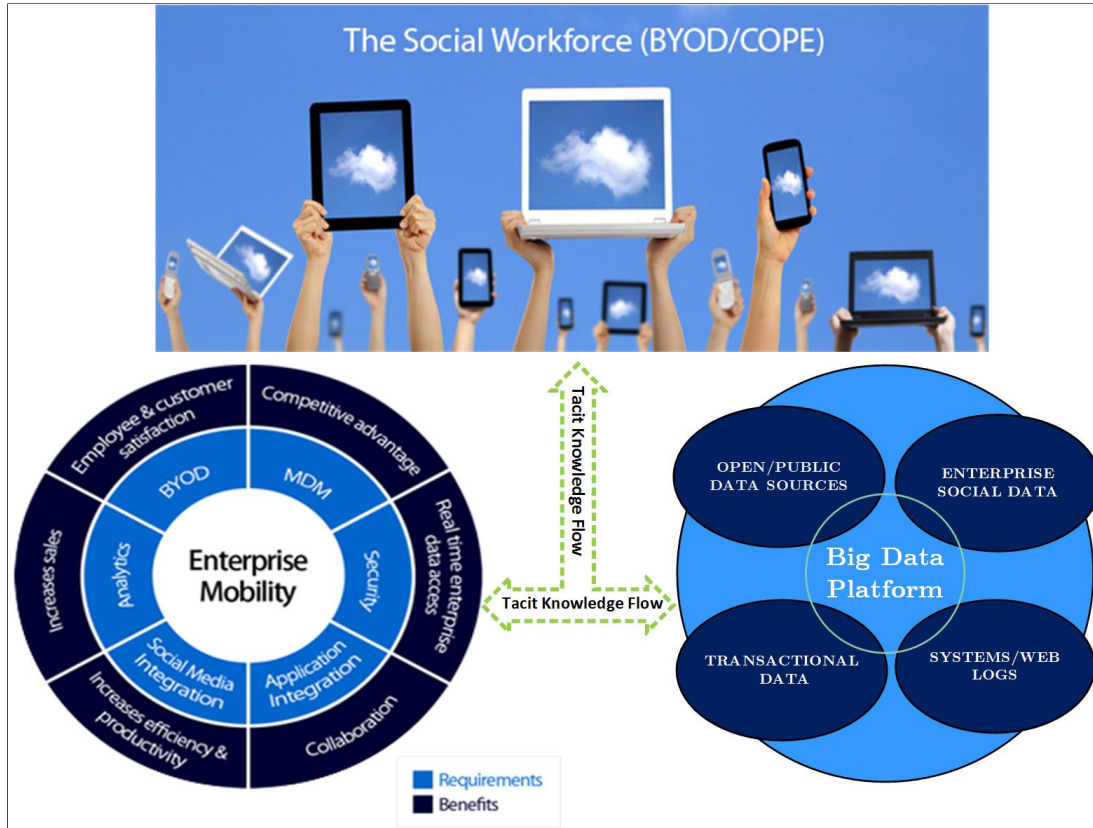 The Social Workforce (BYOD/COPE)
Tacit Knowledge Flow
Tacit Knowledge Flow
Employee & customer
satisfaction
Competitive advantage
Real time enterprise
data access
Collaboration
Increases efficiency &
productivity
Increases sales
BYOD
MDM
Security
Application
Integration
Social Media
Integration
Analytics
Enterprise
Mobility
Requirements
Benefits
OPEN/PUBLIC
DATA SOURCES
ENTERPRISE
SOCIAL DATA
Big Data
Platform
TRANSACTIONAL
DATA
SYSTEMS/WEB
LOGS